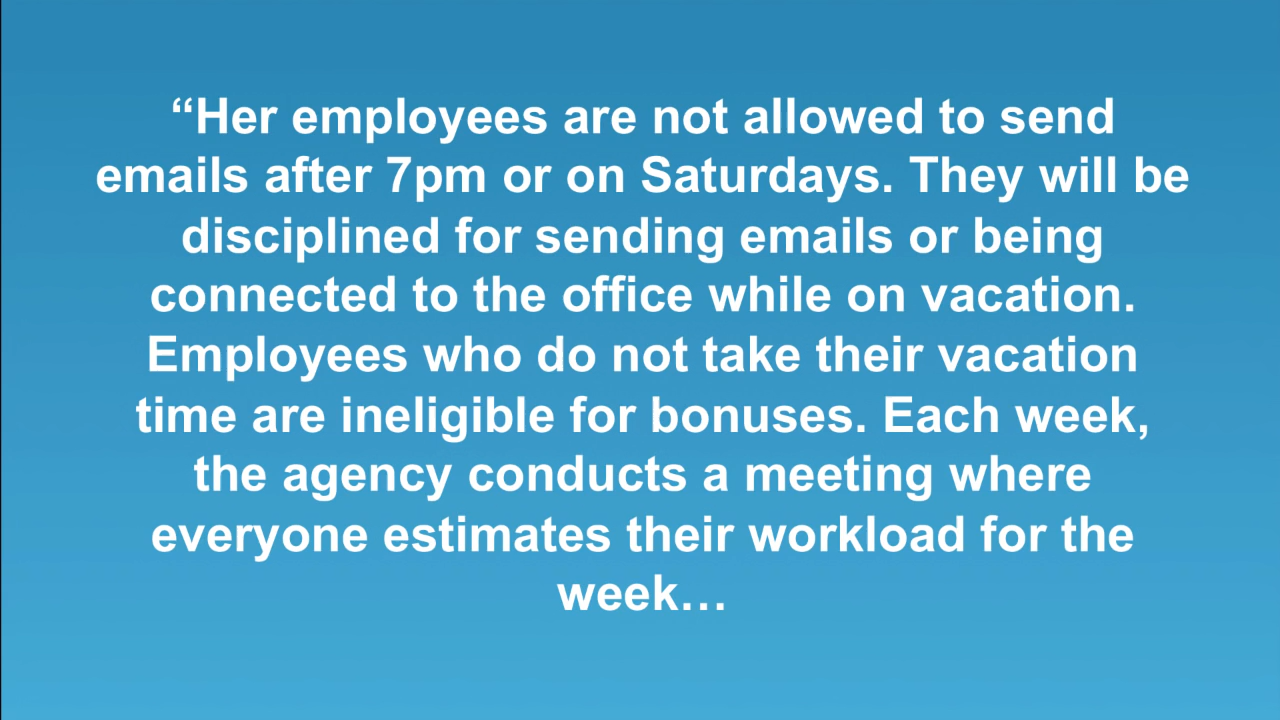 “Her employees are not allowed to send
emails after 7pm or on Saturdays. They will be
disciplined for sending emails or being
connected to the office while on vacation.
Employees who do not take their vacation
time are ineligible for bonuses. Each week,
the agency conducts a meeting where
everyone estimates their workload for the
week…